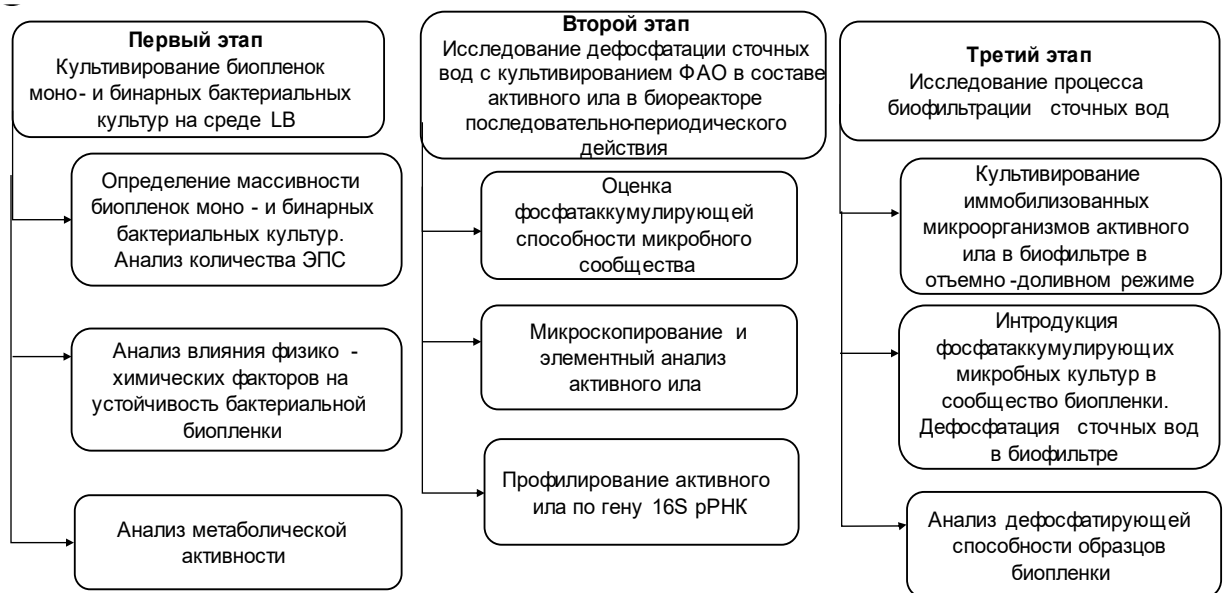 Первый этап
Культивирование биопленок
моно- и бинарных бактериальных
культур на среде LB
Определение массивности
биопленок моно - и бинарных
бактериальных культур.
Анализ количества ЭПС
Анализ влияния физико -
химических факторов на
устойчивость бактериальной
биопленки
Анализ метаболической
активности
Второй этап
Исследование дефосфатации сточных
вод с культивированием ФАО в составе
активного ила в биореакторе
последовательно-периодического
действия
Оценка
фосфатаккумулирующей
способности микробного
сообщества
Микроскопирование и
элементный анализ
активного ила
Профилирование активного
ила по гену 16S рРНК
Третий этап
Исследование процесса
биофильтрации сточных вод
Культивирование
иммобилизованных
микроорганизмов активного
ила в биофильтре в
отъемно -доливном режиме
Интродукция
фосфатаккумулирующих
микробных культур в
сообщество биопленки.
Дефосфатация сточных вод
в биофильтре
Анализ дефосфатирующей
способности образцов
биопленки